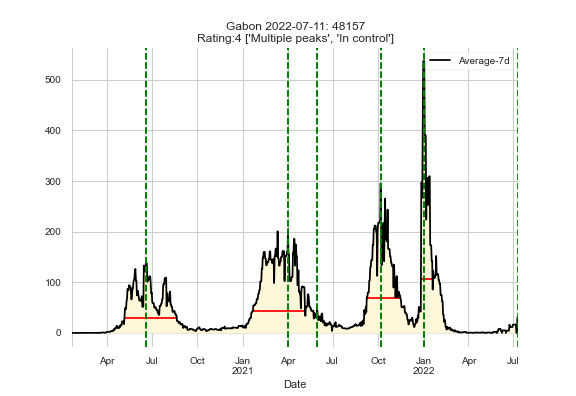 Gabon 2022-07-11: 48157
Rating:4 ['Multiple peaks', 'In control']
Average-7d
500
400
300
200
100
0
Apr Jul Oct Jan Apr Jul Oct Jan Apr Jul
2021 2022
Date